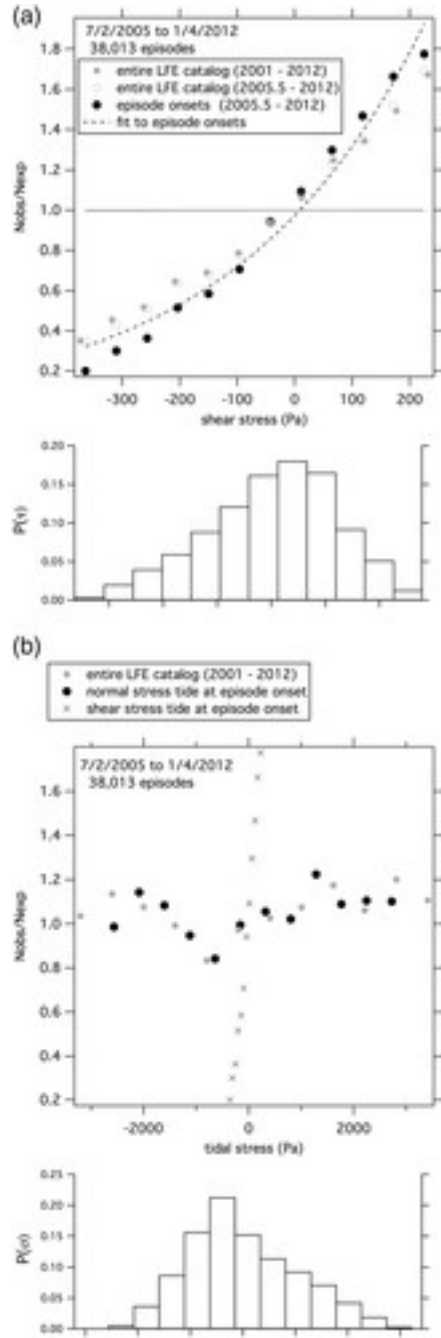 (a)
7/2/2005 to 1/4/2012
38,013 episodes
entire LFE catalog (2001 - 2012)
entire LFE catalog (2005.5 - 2012)
episode onsets (2005.5 - 2012)
fit to episode onsets
1.8
1.6
1.4
1.2
1.0
0.8
0.6
0.4
0.2
Nobs/Nexp
-300
-200
-100
0
100
200
shear stress (Pa)
0.20
0.15
0.10
0.05
0.00
P(τ)
(b)
entire LFE catalog (2001 - 2012)
normal stress tide at episode onset
shear stress tide at episode onset
7/2/2005 to 1/4/2012
38,013 episodes
1.6
1.4
1.2
1.0
0.8
0.6
0.4
0.2
Nobs/Nexp
-2000
0
2000
tidal stress (Pa)
0.25
0.20
0.15
0.10
0.05
0.00
P(σ)